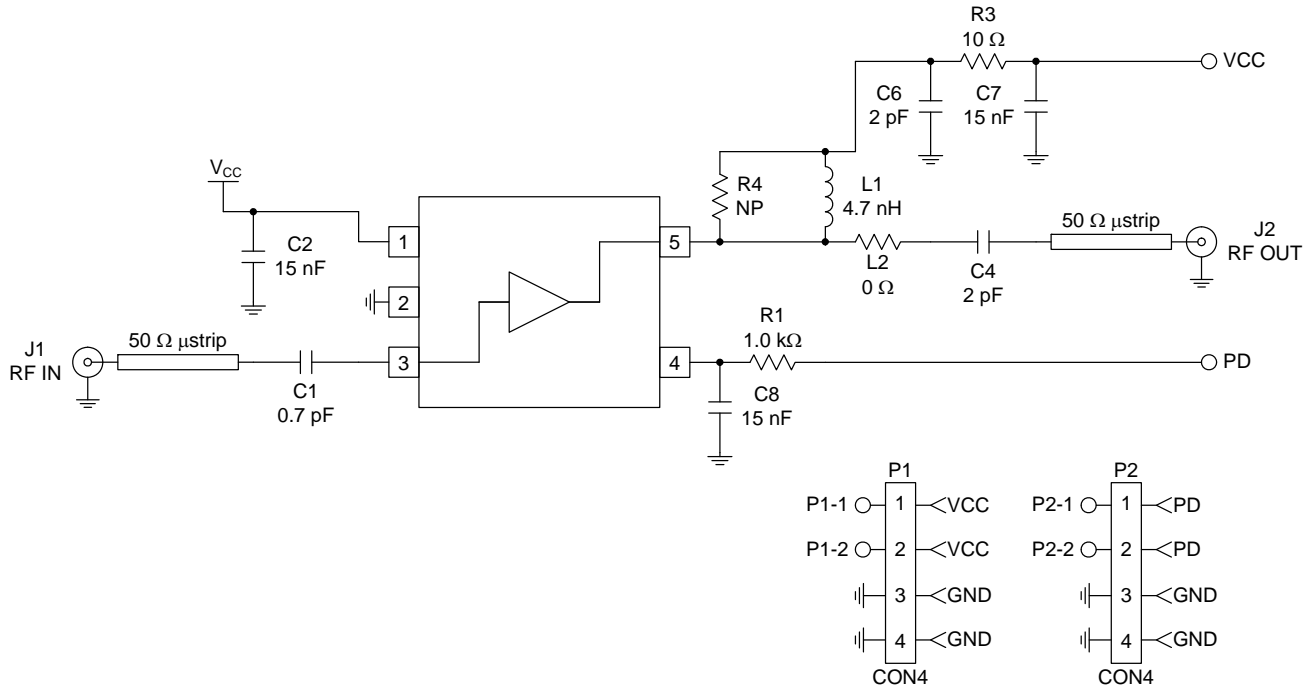 R3
10 Ω
VCC
C6
2 pF
C7
15 nF
VCC
R4
NP
L1
4.7 nH
C2
15 nF
1
5
50 Ω μstrip
J2
RF OUT
L2
0 Ω
C4
2 pF
2
R1
1.0 kΩ
J1
RF IN
50 Ω μstrip
C1
0.7 pF
3
4
PD
C8
15 nF
P1
P1-1
1
VCC
P1-2
2
VCC
3
GND
4
GND
CON4
P2
P2-1
1
PD
P2-2
2
PD
3
GND
4
GND
CON4